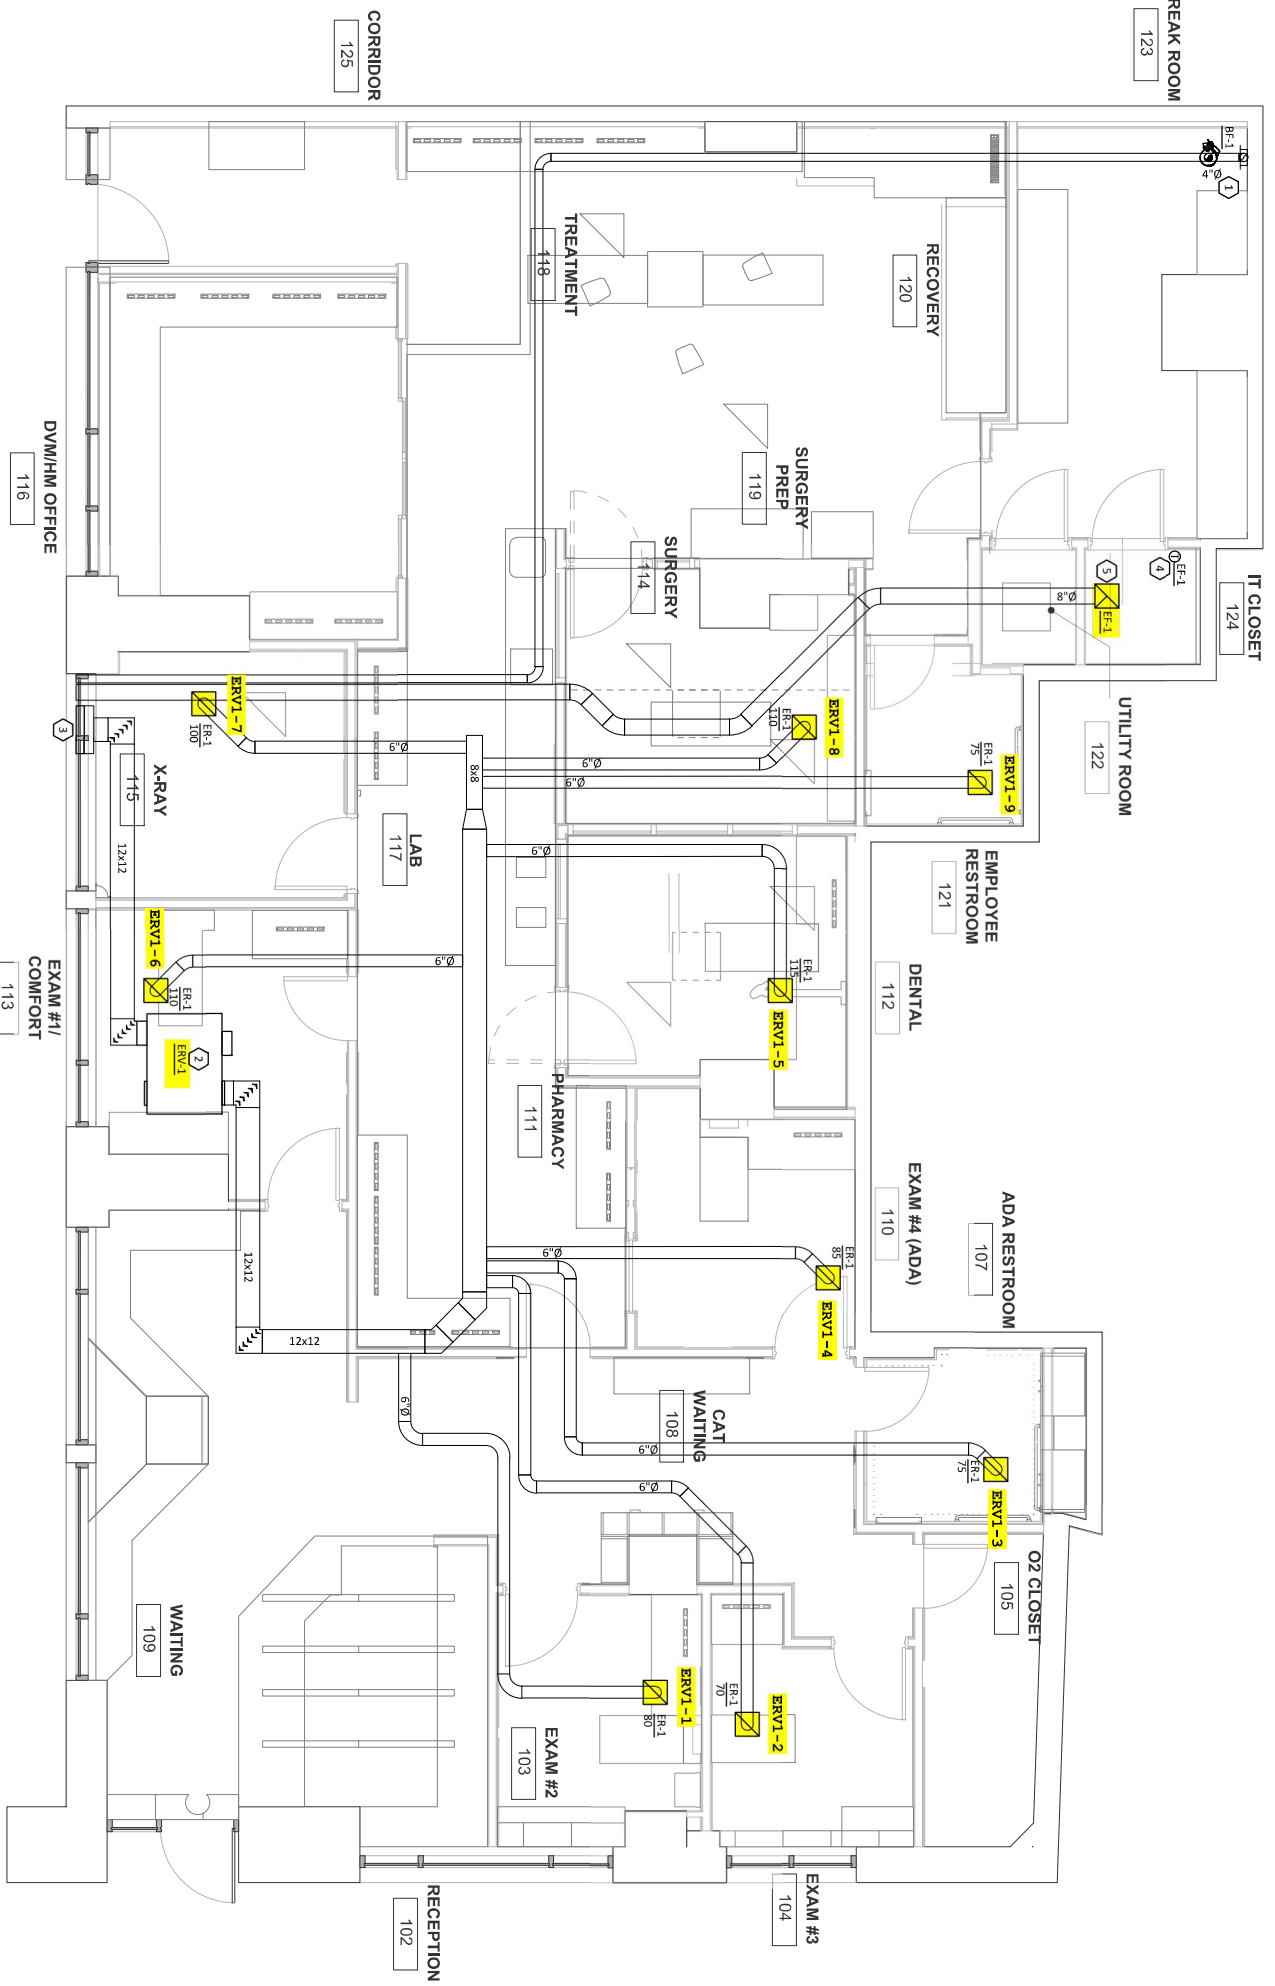 REAK ROOM
123
IT CLOSET
124
BF-1
4"Ø
1
EF-1
4
5
EF-1
8"Ø
UTILITY ROOM
122
CORRIDOR
125
TREATMENT
118
RECOVERY
120
SURGERY
PREP
119
SURGERY
114
ERV1-8
ER-1
110
6"Ø
ERV1-9
ER-1
75
6"Ø
EMPLOYEE
RESTROOM
121
DENTAL
112
ERV1-5
ER-1
115
6"Ø
EXAM #4 (ADA)
110
ERV1-4
ER-1
85
6"Ø
ADA RESTROOM
107
ERV1-3
ER-1
75
6"Ø
O2 CLOSET
105
CAT
WAITING
108
6"Ø
PHARMACY
111
LAB
117
8x8
DVM/HM OFFICE
116
ERV1-7
ER-1
100
6"Ø
3
X-RAY
115
12x12
ERV1-6
ER-1
110
6"Ø
ERV-1
2
EXAM #1/
COMFORT
113
12x12
12x12
6"Ø
WAITING
109
ERV1-1
ER-1
80
ERV1-2
ER-1
70
EXAM #2
103
EXAM #3
104
RECEPTION
102